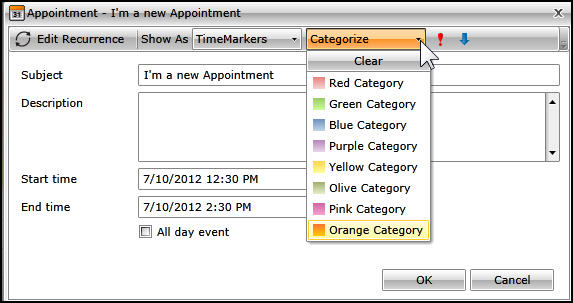 31 Appointment - I'm a new Appointment X
Edit Recurrence Show As TimeMarkers Categorize
Clear
Subject I'm a new Appointment
Red Category
Description
Green Category
Blue Category
Purple Category
Yellow Category
Start time 7/10/2012 12:30 PM
Olive Category
End time 7/10/2012 2:30 PM
Pink Category
All day event
Orange Category
OK Cancel